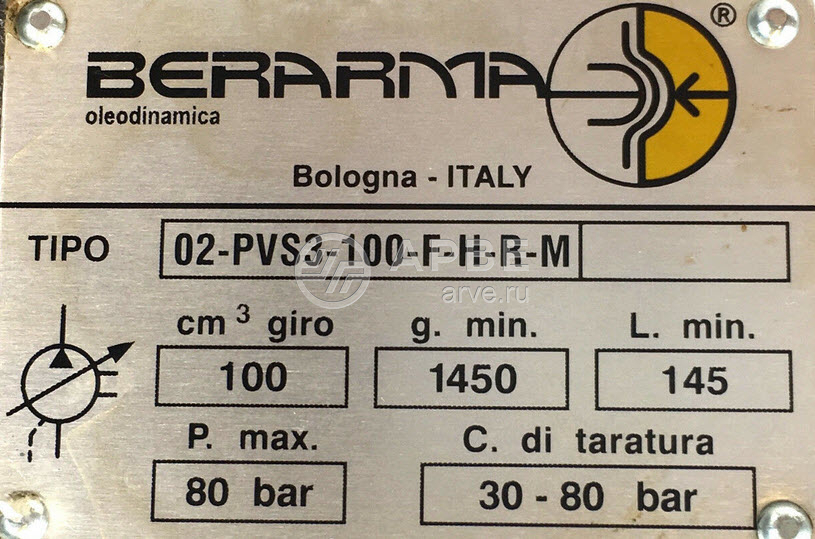 BERARMA ®
oleodinamica
Bologna - ITALY
TIPO 02-PVS3-100-F-H-R-M
АРВЕ
arve.ru
cm 3 giro g. min. L. min.
100 1450 145
P. max. C. di taratura
80 bar 30 - 80 bar